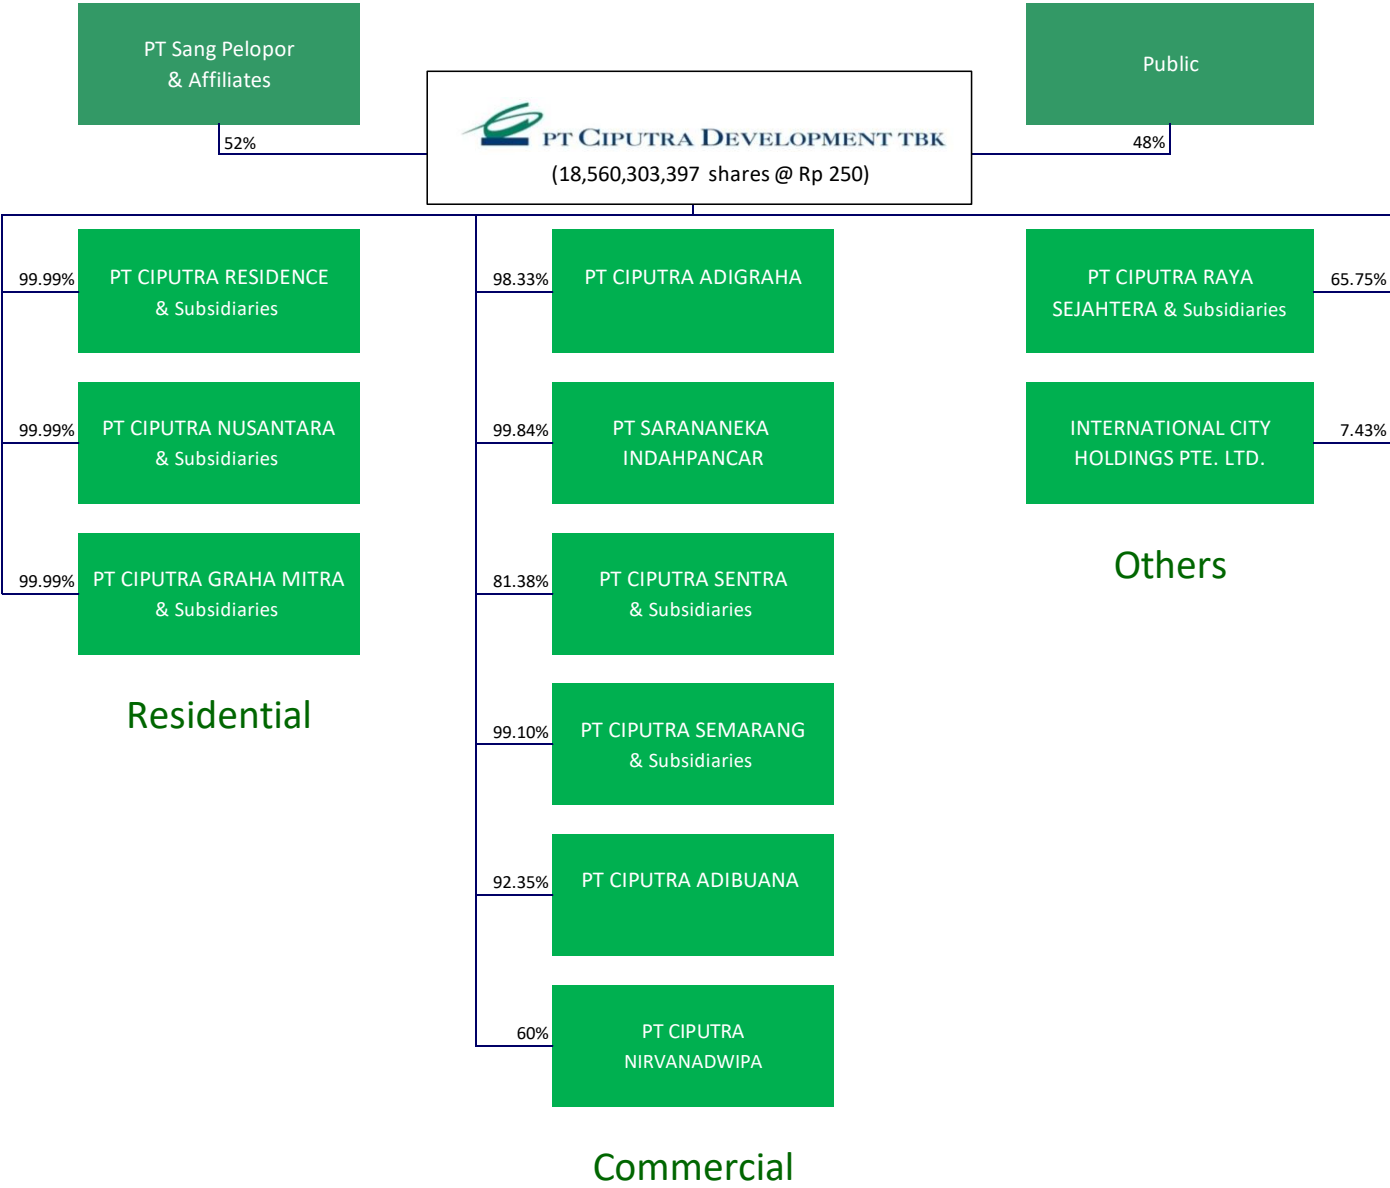 PT Sang Pelopor
& Affiliates
Public
52%
PT CIPUTRA DEVELOPMENT TBK
(18,560,303,397 shares @ Rp 250)
48%
99.99%
PT CIPUTRA RESIDENCE
& Subsidiaries
99.99%
PT CIPUTRA NUSANTARA
& Subsidiaries
99.99%
PT CIPUTRA GRAHA MITRA
& Subsidiaries
Residential
98.33%
PT CIPUTRA ADIGRAHA
99.84%
PT SARANANEKA
INDAHPANCAR
81.38%
PT CIPUTRA SENTRA
& Subsidiaries
99.10%
PT CIPUTRA SEMARANG
& Subsidiaries
92.35%
PT CIPUTRA ADIBUANA
60%
PT CIPUTRA
NIRVANADWIPA
Commercial
PT CIPUTRA RAYA
SEJAHTERA & Subsidiaries
65.75%
INTERNATIONAL CITY
HOLDINGS PTE. LTD.
7.43%
Others